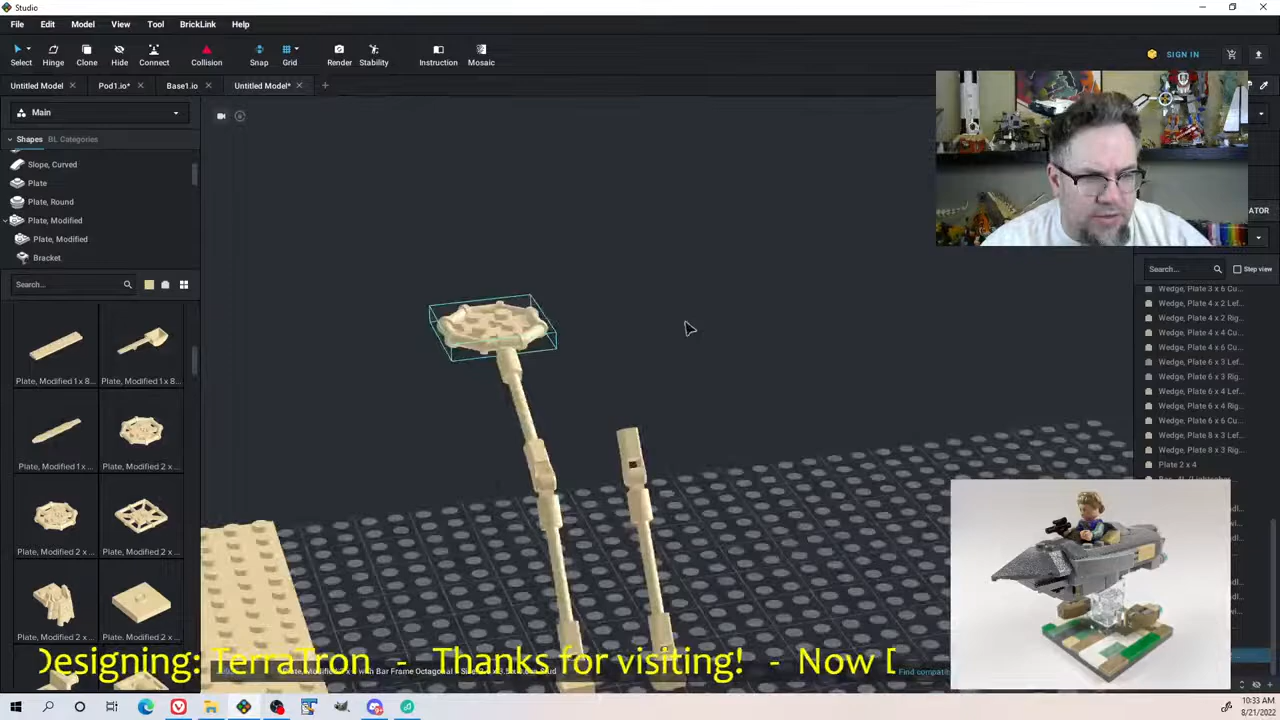 Studio
File Edit Model View Tool BrickLink Help
Select Hinge Clone Hide Connect Collision Snap Grid Render Stability Instruction Mosaic
SIGN IN
Untitled Model Pod1.io* Base1.io Untitled Model*
Main
Shapes BL Categories
Slope, Curved
Plate
Plate, Round
Plate, Modified
Plate, Modified
Bracket
Search...
Plate, Modified 1 x 8... Plate, Modified 1 x 8...
Plate, Modified 1 x 8... Plate, Modified 2 x ...
Plate, Modified 2 x ... Plate, Modified 2 x ...
Plate, Modified 2 x ... Plate, Modified 2 x ...
ATOR
Search... Step view
Wedge, Plate 3 x 6 Cu...
Wedge, Plate 4 x 2 Lef...
Wedge, Plate 4 x 2 Rig...
Wedge, Plate 4 x 4 Cu...
Wedge, Plate 4 x 6 Cu...
Wedge, Plate 6 x 3 Lef...
Wedge, Plate 6 x 3 Rig...
Wedge, Plate 6 x 4 Lef...
Wedge, Plate 6 x 4 Rig...
Wedge, Plate 6 x 6 Cu...
Wedge, Plate 8 x 3 Lef...
Wedge, Plate 8 x 3 Rig...
Plate 2 x 4
Designing: TerraTron - Thanks for visiting! - Now D
Find compatib
10:33 AM
8/21/2022